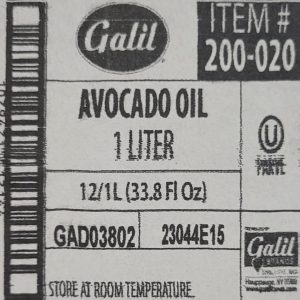 Galil
ITEM #
200-020
AVOCADO OIL
1 LITER
U
12/1L (33.8 Fl Oz)
GAD03802
23044E15
Galil
BRANDS
STORE AT ROOM TEMPERATURE.